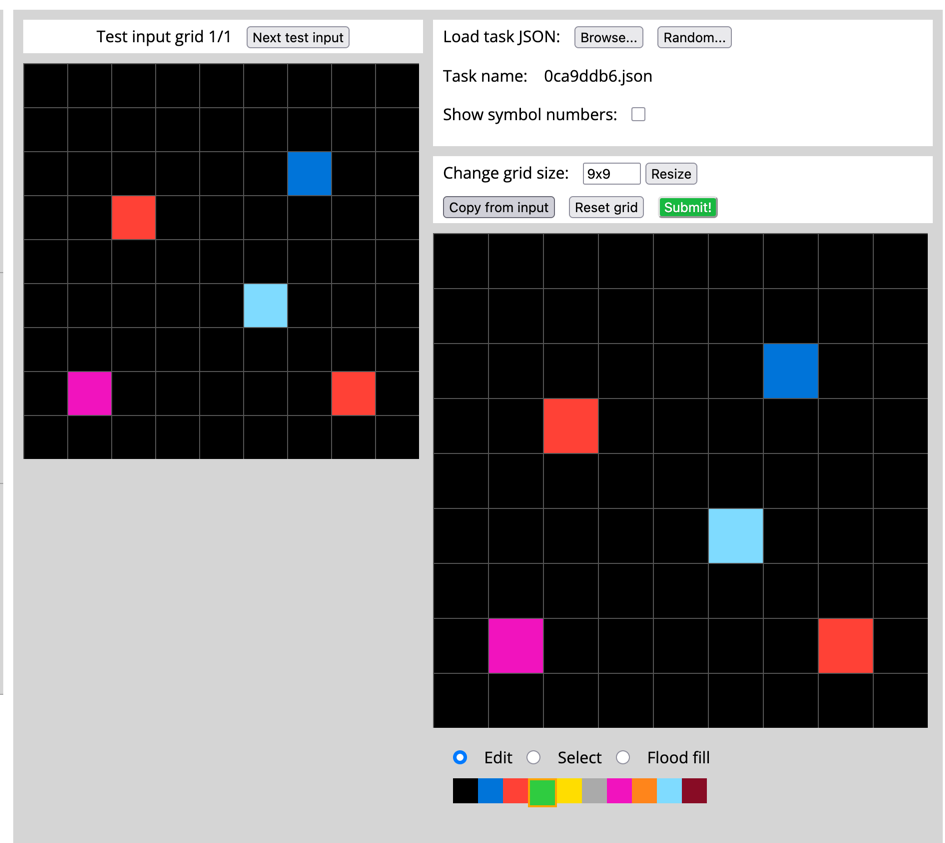 Test input grid 1/1 Next test input
Load task JSON: Browse... Random...
Task name: 0ca9ddb6.json
Show symbol numbers:
Change grid size: 9x9 Resize
Copy from input Reset grid Submit!
Edit Select Flood fill